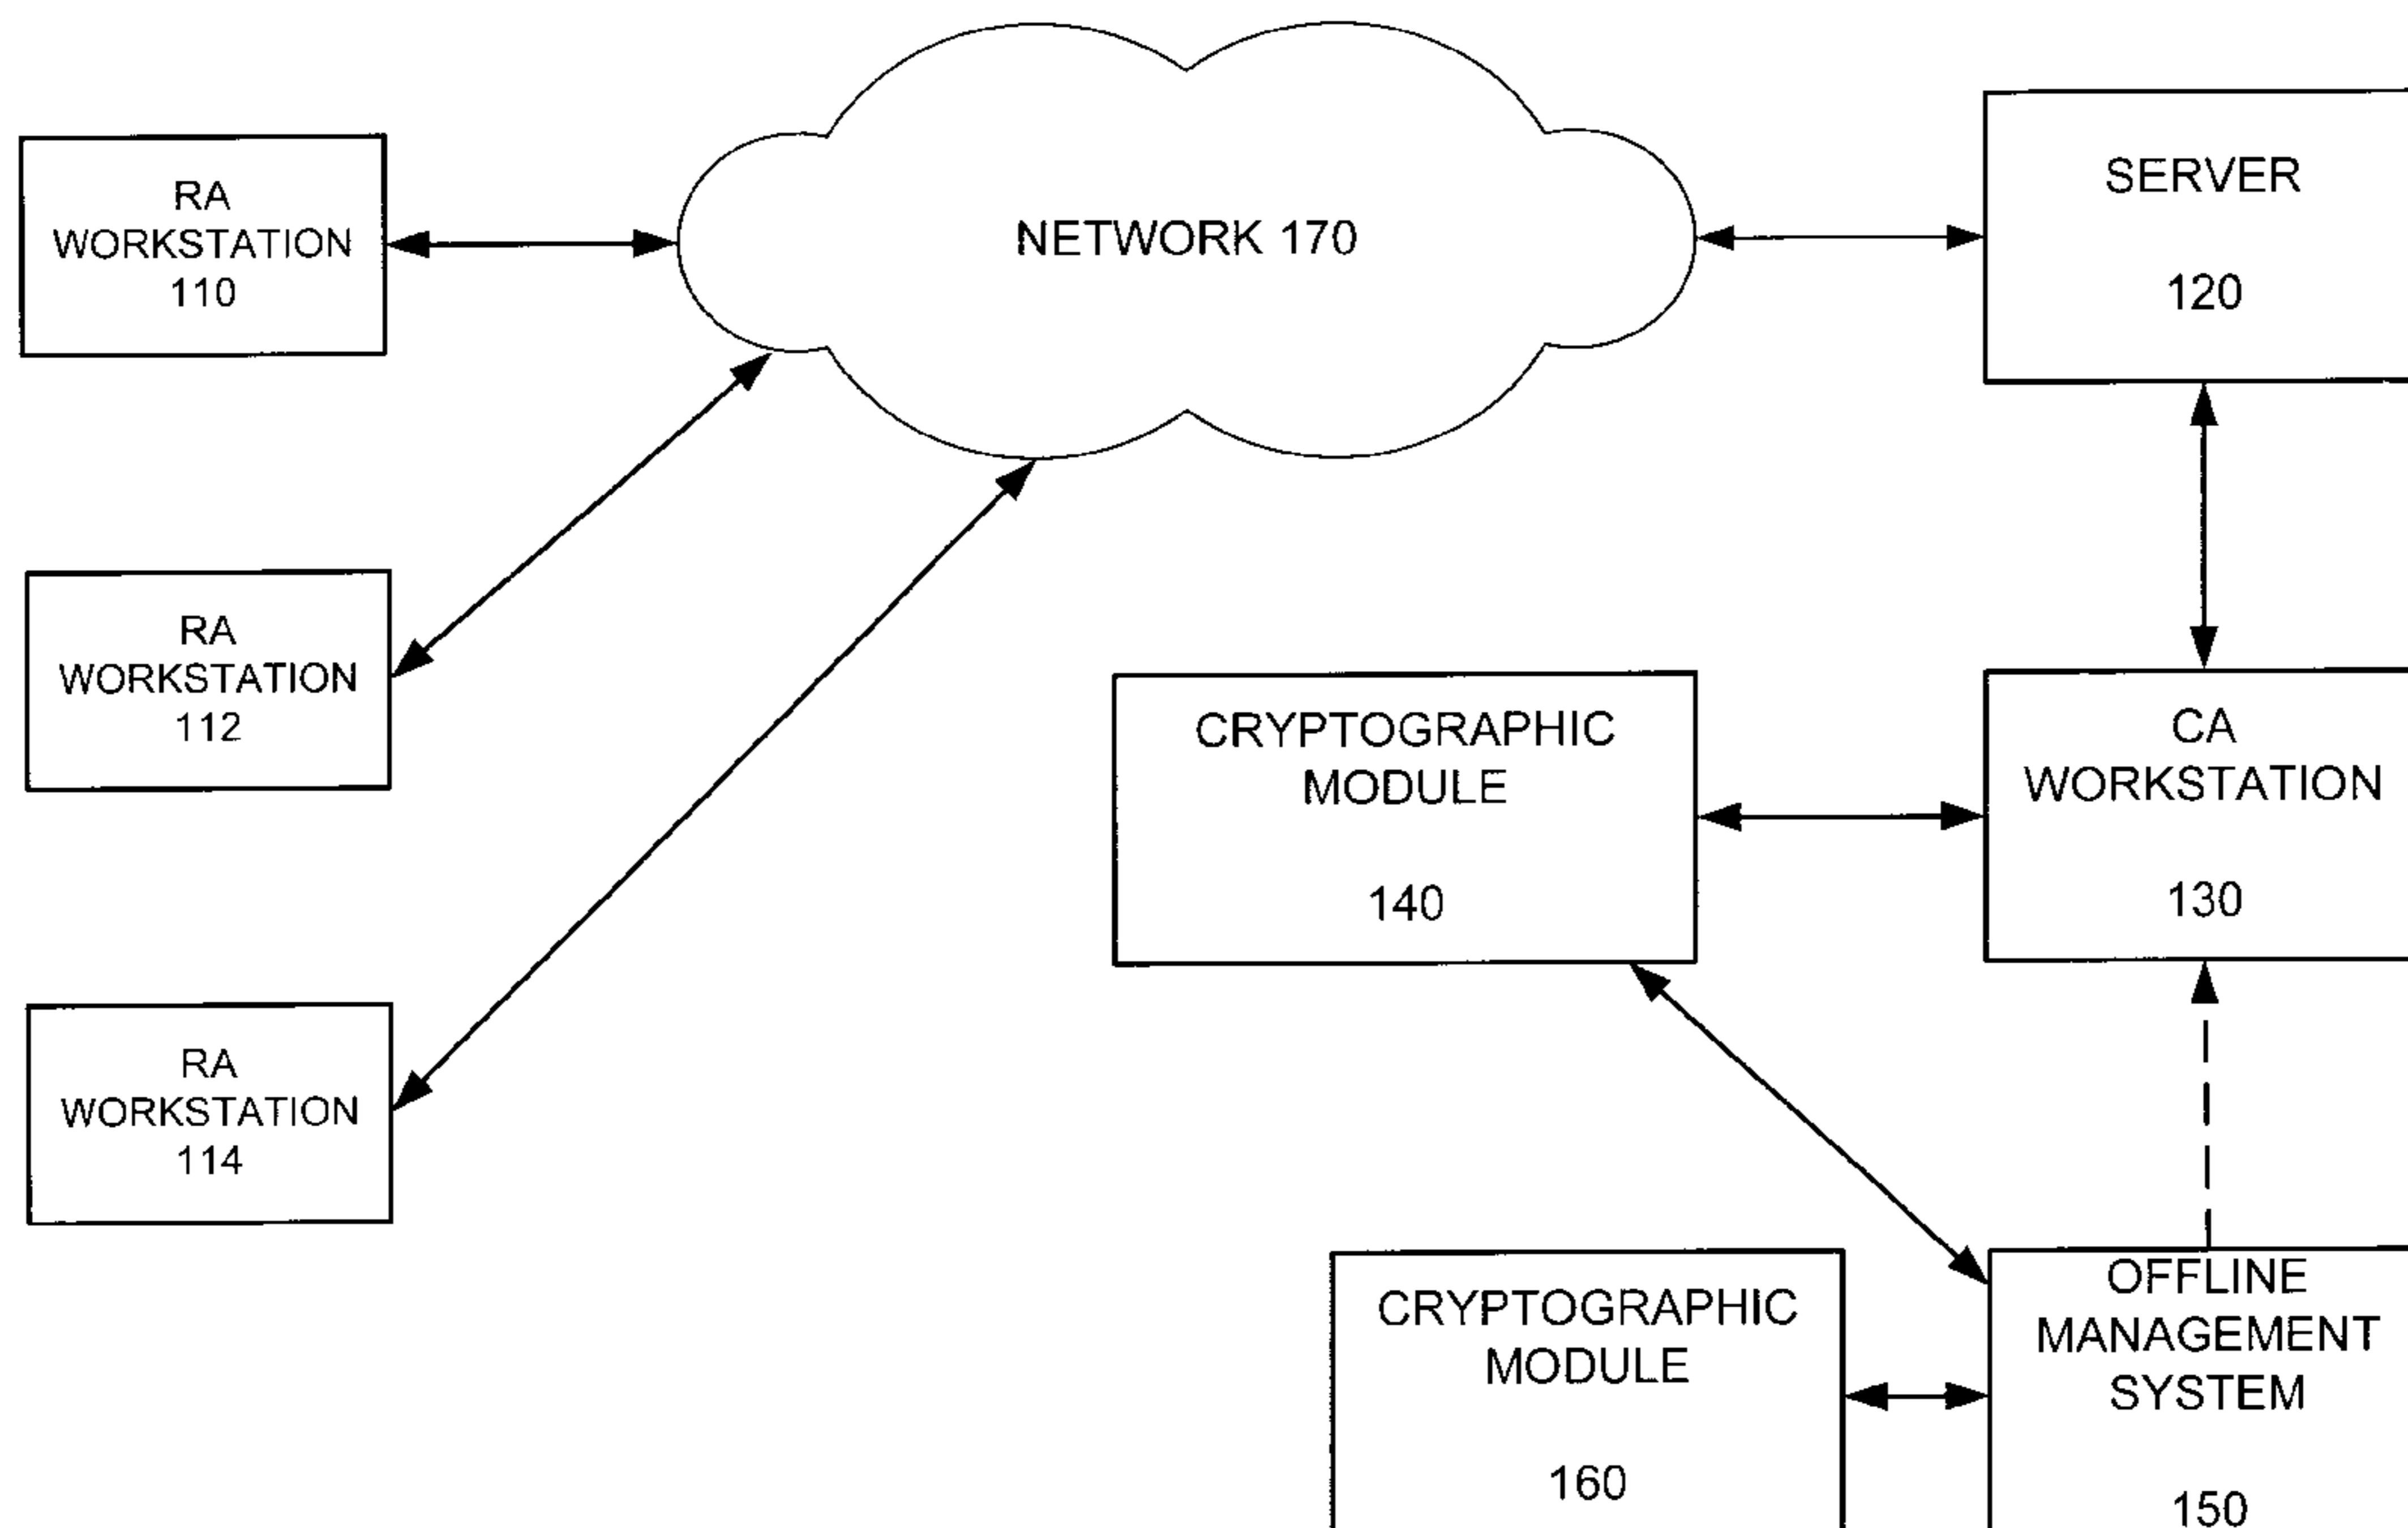 RA
WORKSTATION
110
NETWORK 170
SERVER
120
RA
WORKSTATION
112
CRYPTOGRAPHIC
MODULE
140
CA
WORKSTATION
130
RA
WORKSTATION
114
CRYPTOGRAPHIC
MODULE
160
OFFLINE
MANAGEMENT
SYSTEM
150